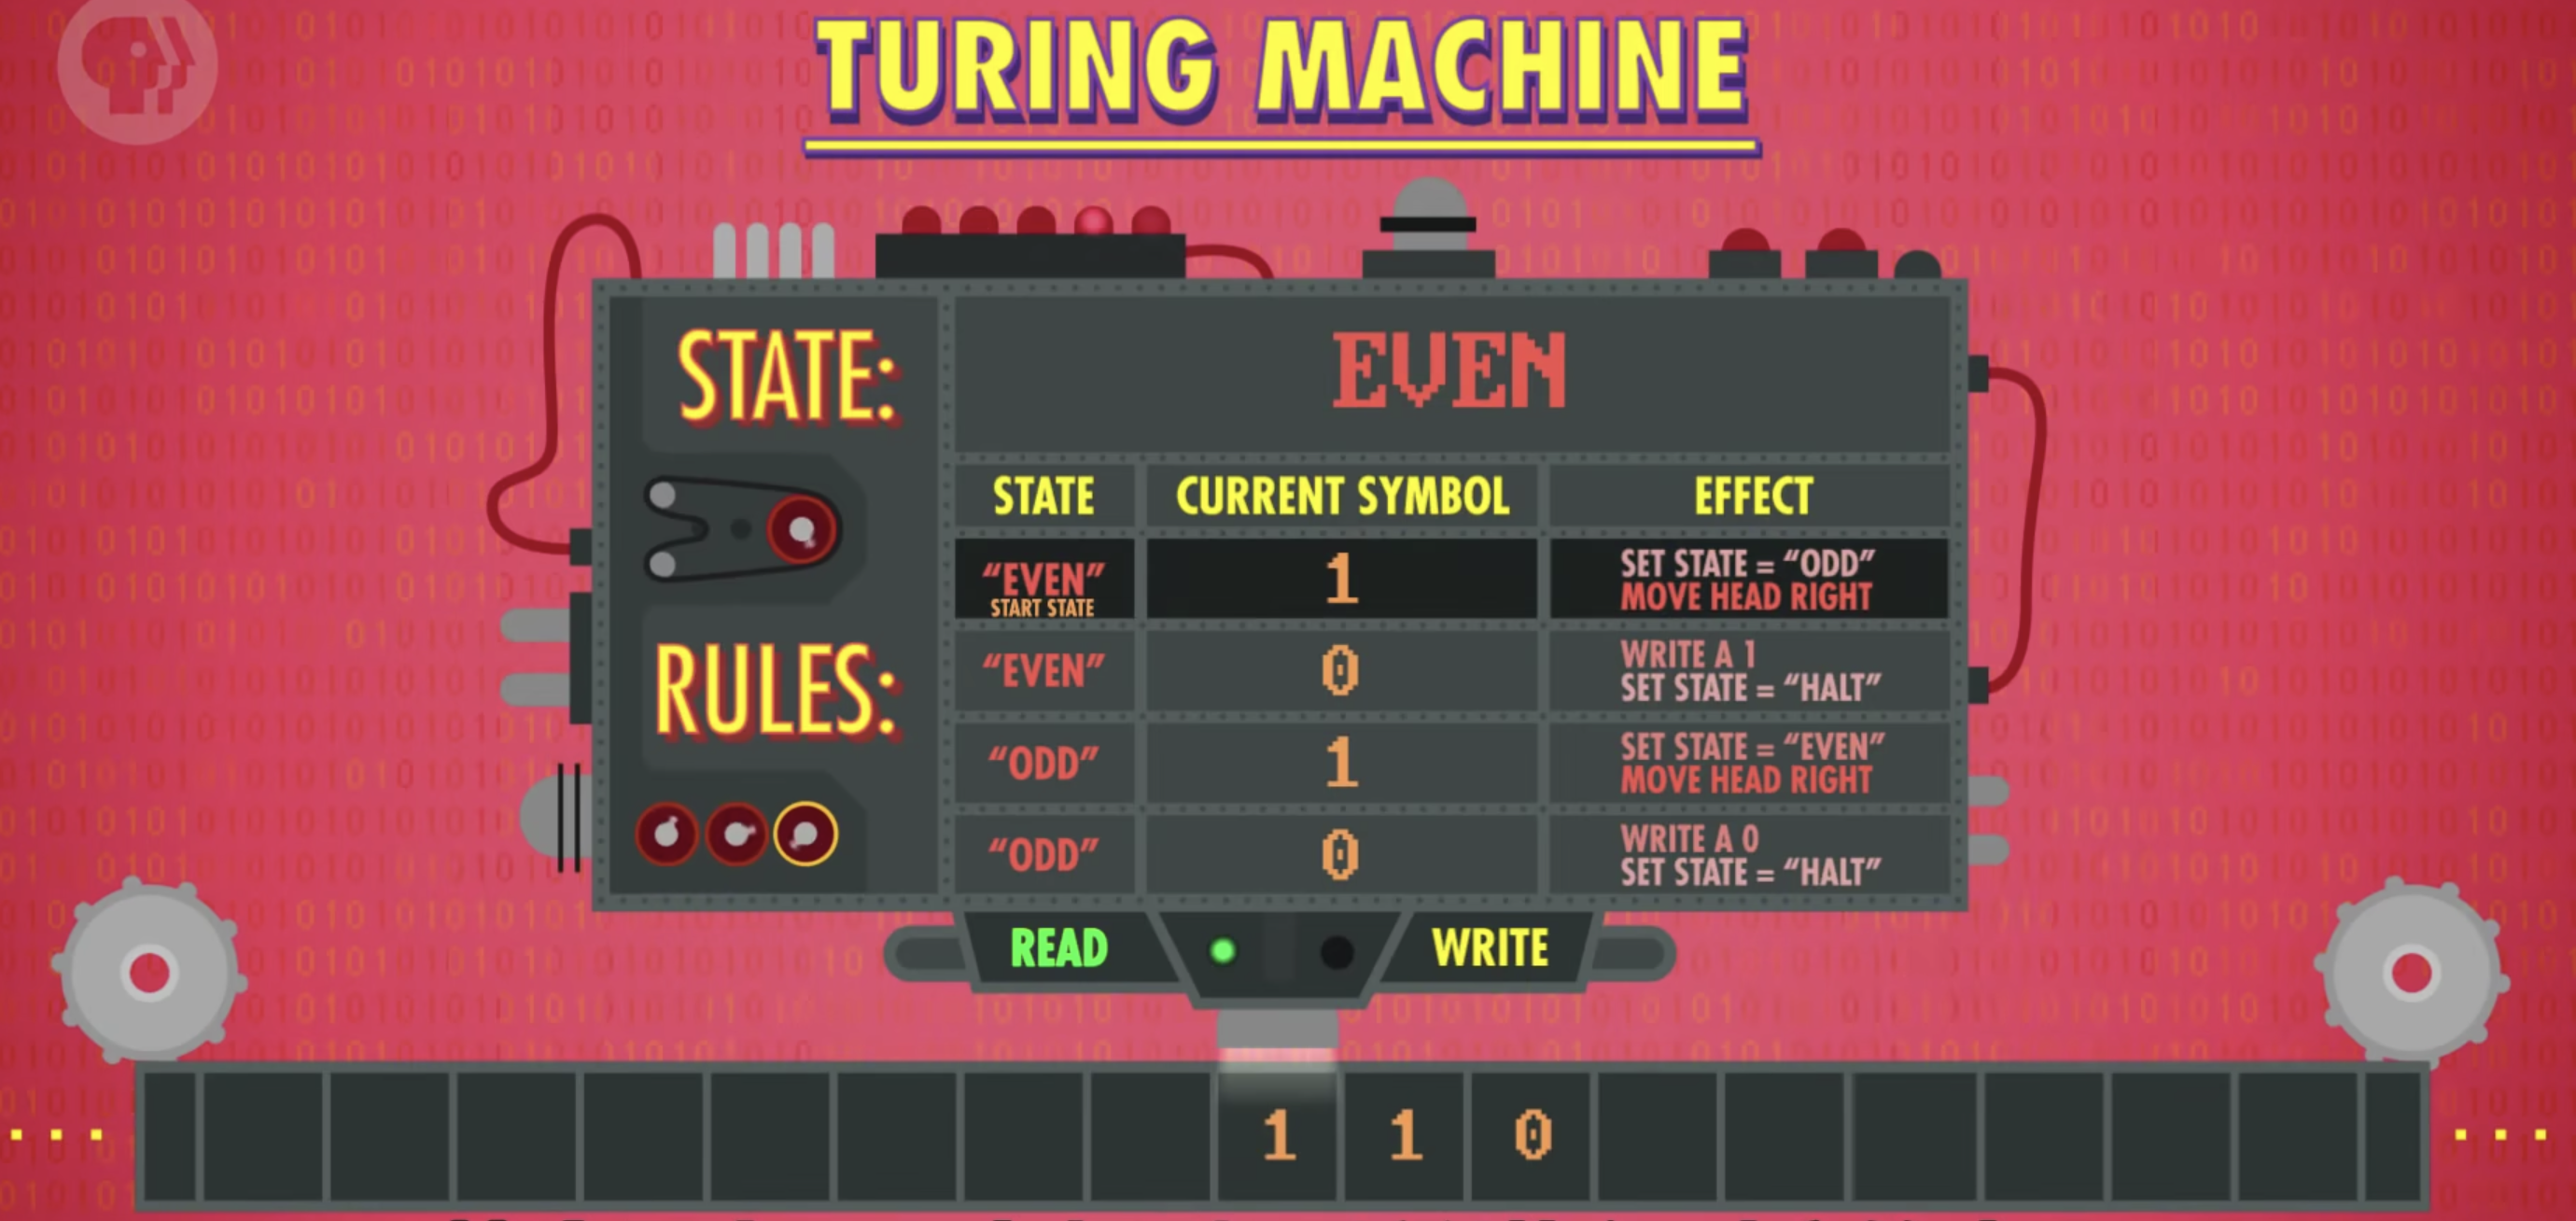 TURING MACHINE
STATE:
EVEN
STATE CURRENT SYMBOL EFFECT
“EVEN” START STATE 1 SET STATE = “ODD”
MOVE HEAD RIGHT
RULES:
“EVEN” 0 WRITE A 1
SET STATE = “HALT”
“ODD” 1 SET STATE = “EVEN”
MOVE HEAD RIGHT
“ODD” 0 WRITE A 0
SET STATE = “HALT”
READ WRITE
1 1 0